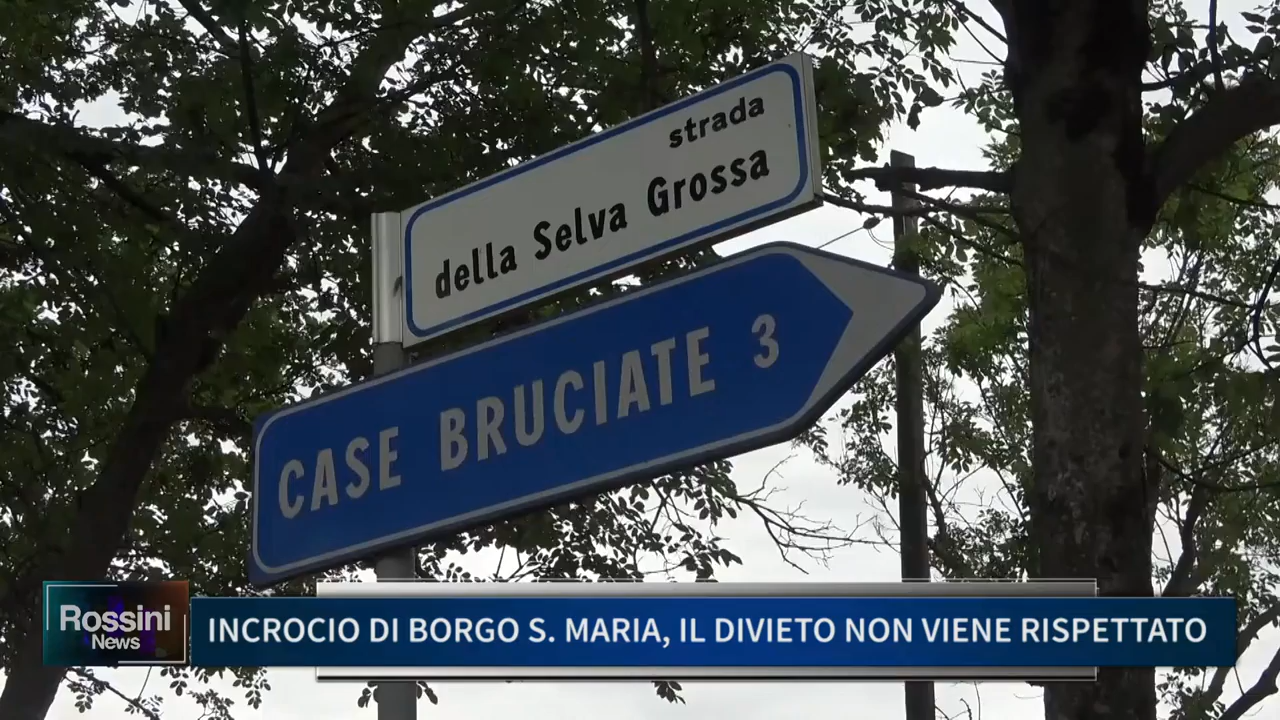 strada
della Selva Grossa
CASE BRUCIATE 3
Rossini
News
INCROCIO DI BORGO S. MARIA, IL DIVIETO NON VIENE RISPETTATO